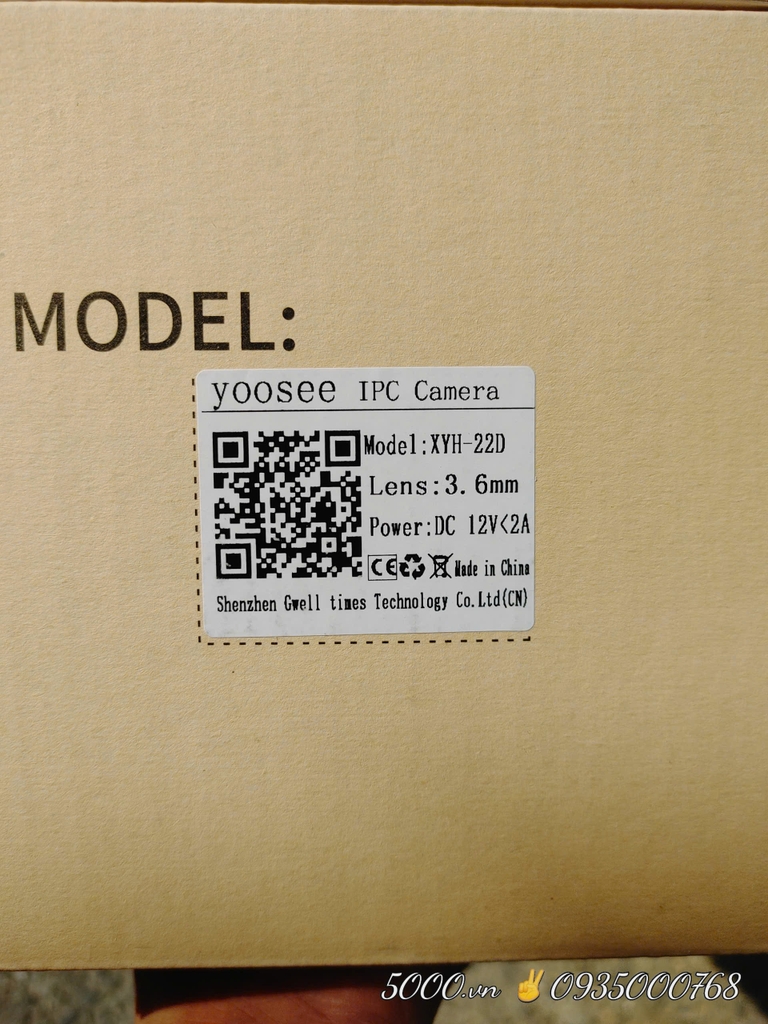 MODEL:
yoosee IPC Camera
Model:XYH-22D
Lens:3.6mm
Power:DC 12V<2A
CE Made in China
Shenzhen Gwell times Technology Co.Ltd(CN)
5000.vn ✌0935000768